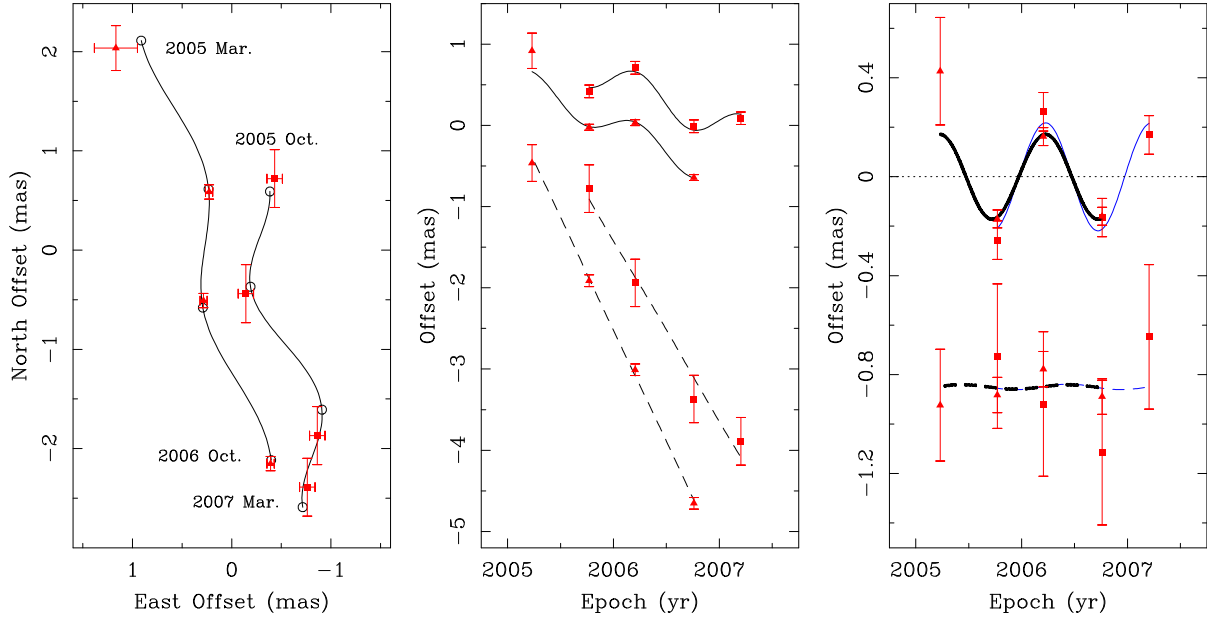 2005 Mar.
2005 Oct.
2006 Oct.
2007 Mar.
2
1
0
−1
−2
North Offset (mas)
1
0
−1
East Offset (mas)
1
0
−1
−2
−3
−4
−5
Offset (mas)
2005
2006
2007
Epoch (yr)
0.4
0
−0.4
−0.8
−1.2
Offset (mas)
2005
2006
2007
Epoch (yr)